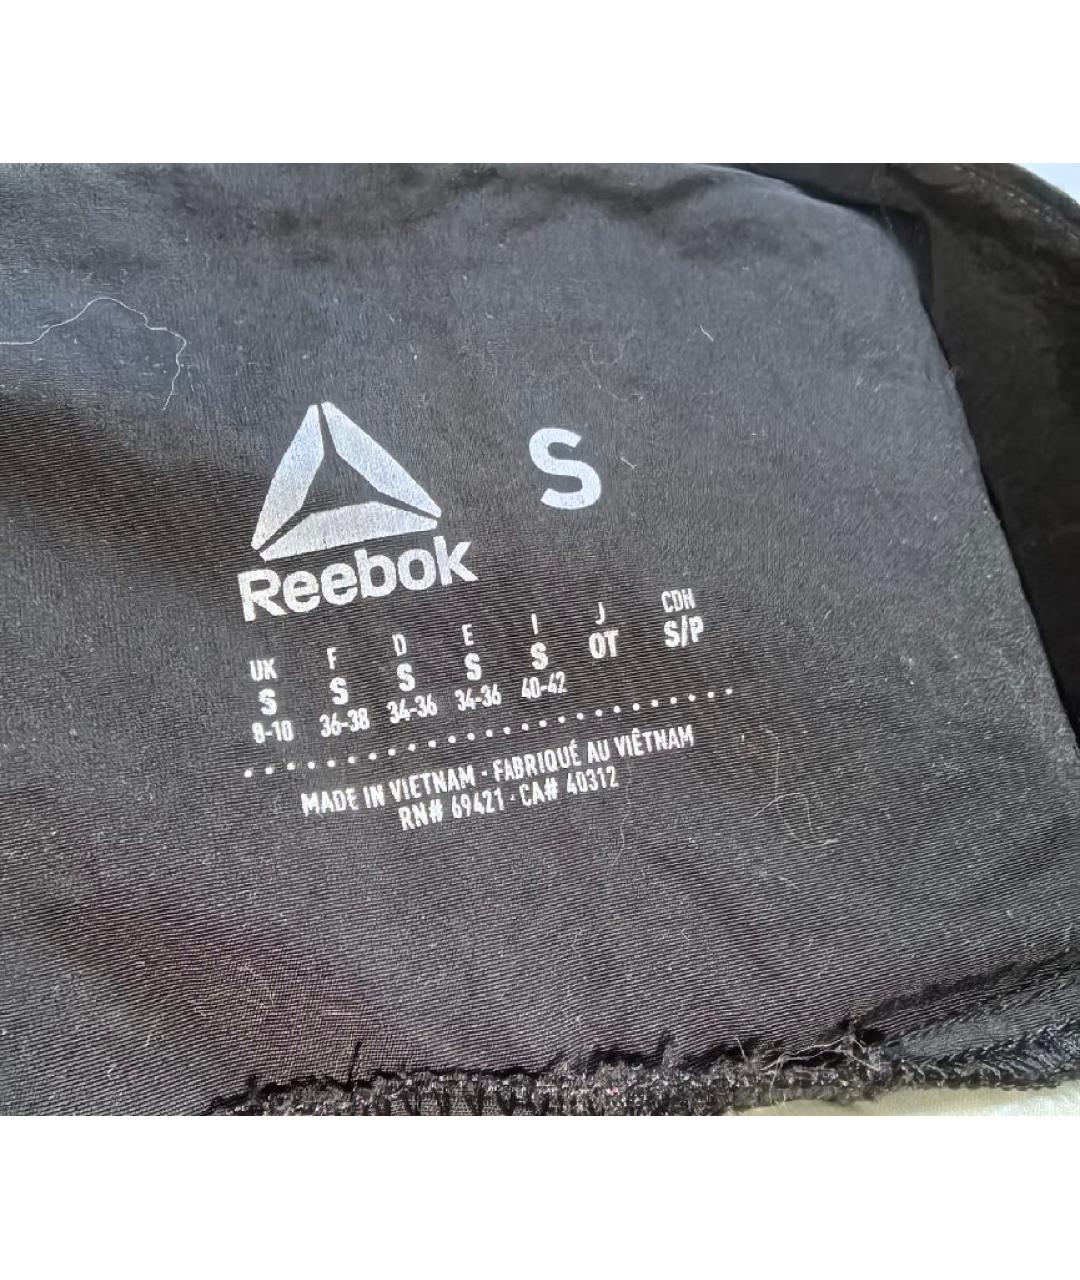 Reebok S
UK F D E I J CDN
S S S S S OT S/P
8-10 36-38 34-36 34-36 40-42
MADE IN VIETNAM · FABRIQUÉ AU VIÊTNAM
RN# 69421 · CA# 40312